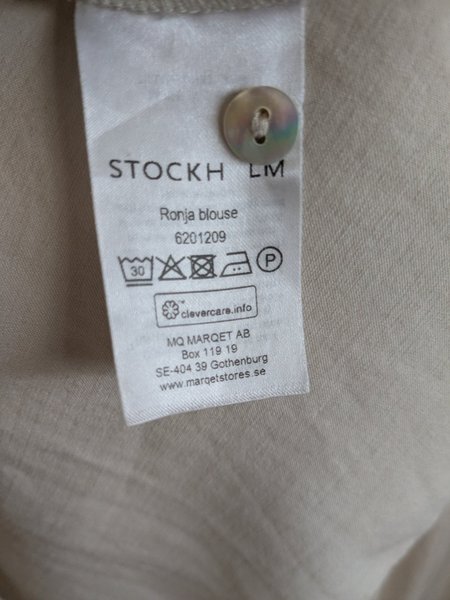 STOCKH LM
Ronja blouse
6201209
30 P
clevercare.info
MQ MARQET AB
Box 119 19
SE-404 39 Gothenburg
www.marqetstores.se